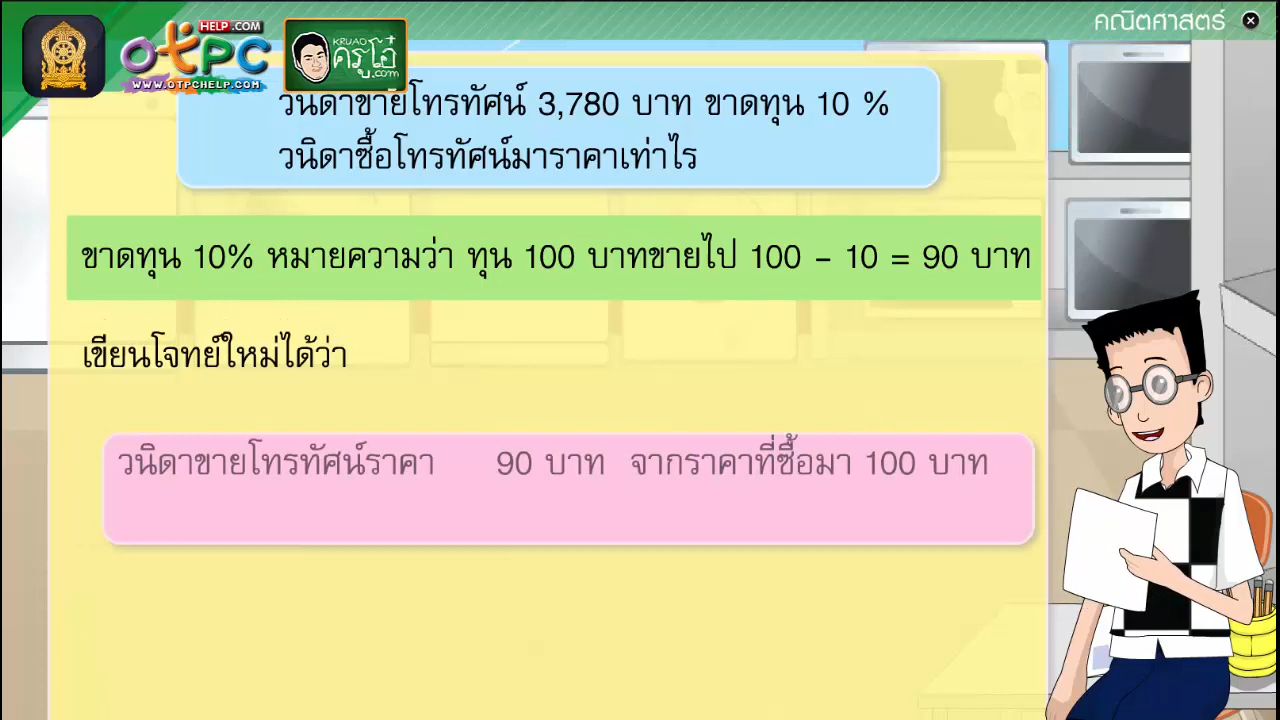 คณิตศาสตร์
HELP.COM
OTPC
WWW.OTPCHELP.COM
KRUAO
ครูโอ๋
.com
วนิดาขายโทรทัศน์ 3,780 บาท ขาดทุน 10 %
วนิดาซื้อโทรทัศน์มาราคาเท่าไร
ขาดทุน 10% หมายความว่า ทุน 100 บาทขายไป 100 – 10 = 90 บาท
เขียนโจทย์ใหม่ได้ว่า
วนิดาขายโทรทัศน์ราคา 90 บาท จากราคาที่ซื้อมา 100 บาท